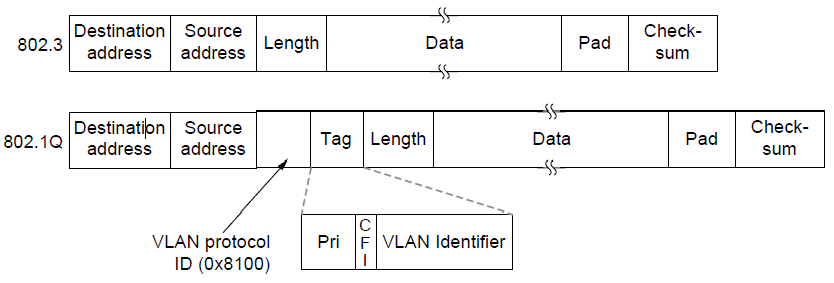 802.3
Destination
address
Source
address
Length
Data
Pad
Check-
sum
802.1Q
Destination
address
Source
address
Tag
Length
Data
Pad
Check-
sum
VLAN protocol
ID (0x8100)
Pri
C
F
I
VLAN Identifier